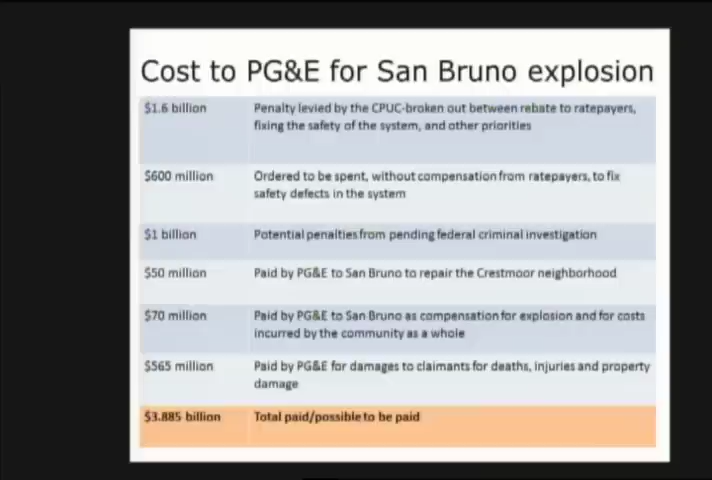 Cost to PG&E for San Bruno explosion
$1.6 billion Penalty levied by the CPUC-broken out between rebate to ratepayers,
fixing the safety of the system, and other priorities
$600 million Ordered to be spent, without compensation from ratepayers, to fix
safety defects in the system
$1 billion Potential penalties from pending federal criminal investigation
$50 million Paid by PG&E to San Bruno to repair the Crestmoor neighborhood
$70 million Paid by PG&E to San Bruno as compensation for explosion and for costs
incurred by the community as a whole
$565 million Paid by PG&E for damages to claimants for deaths, injuries and property
damage
$3.885 billion Total paid/possible to be paid